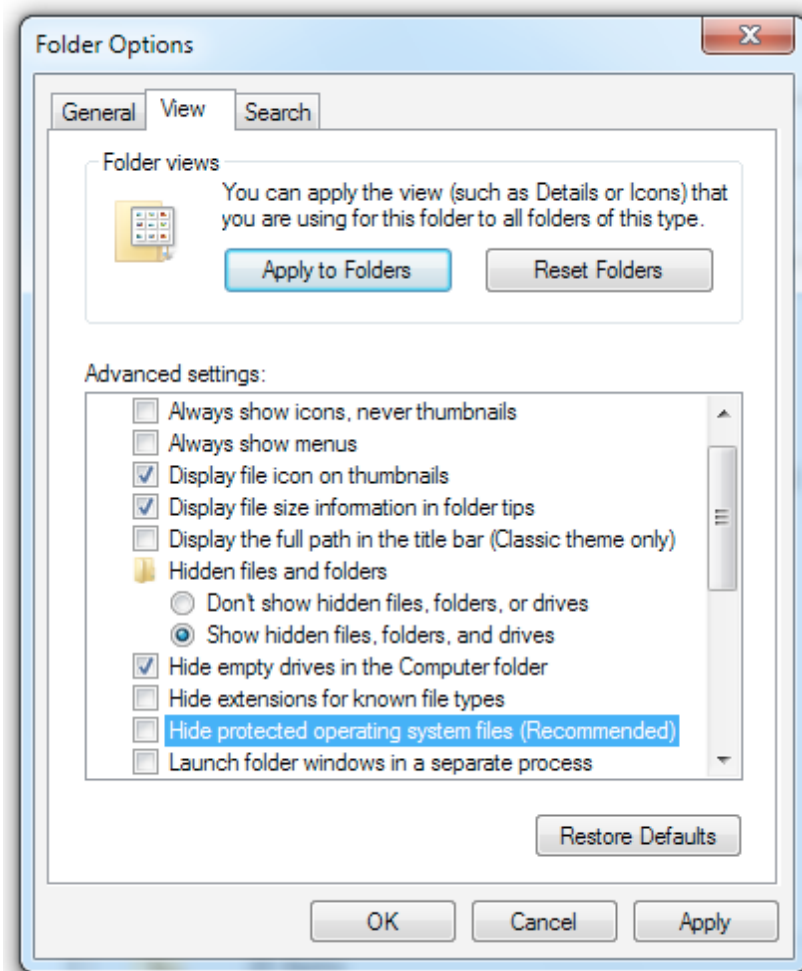 Folder Options
General
View
Search
Folder views
You can apply the view (such as Details or Icons) that
you are using for this folder to all folders of this type.
Apply to Folders
Reset Folders
Advanced settings:
Always show icons, never thumbnails
Always show menus
Display file icon on thumbnails
Display file size information in folder tips
Display the full path in the title bar (Classic theme only)
Hidden files and folders
Don't show hidden files, folders, or drives
Show hidden files, folders, and drives
Hide empty drives in the Computer folder
Hide extensions for known file types
Hide protected operating system files (Recommended)
Launch folder windows in a separate process
Restore Defaults
OK
Cancel
Apply